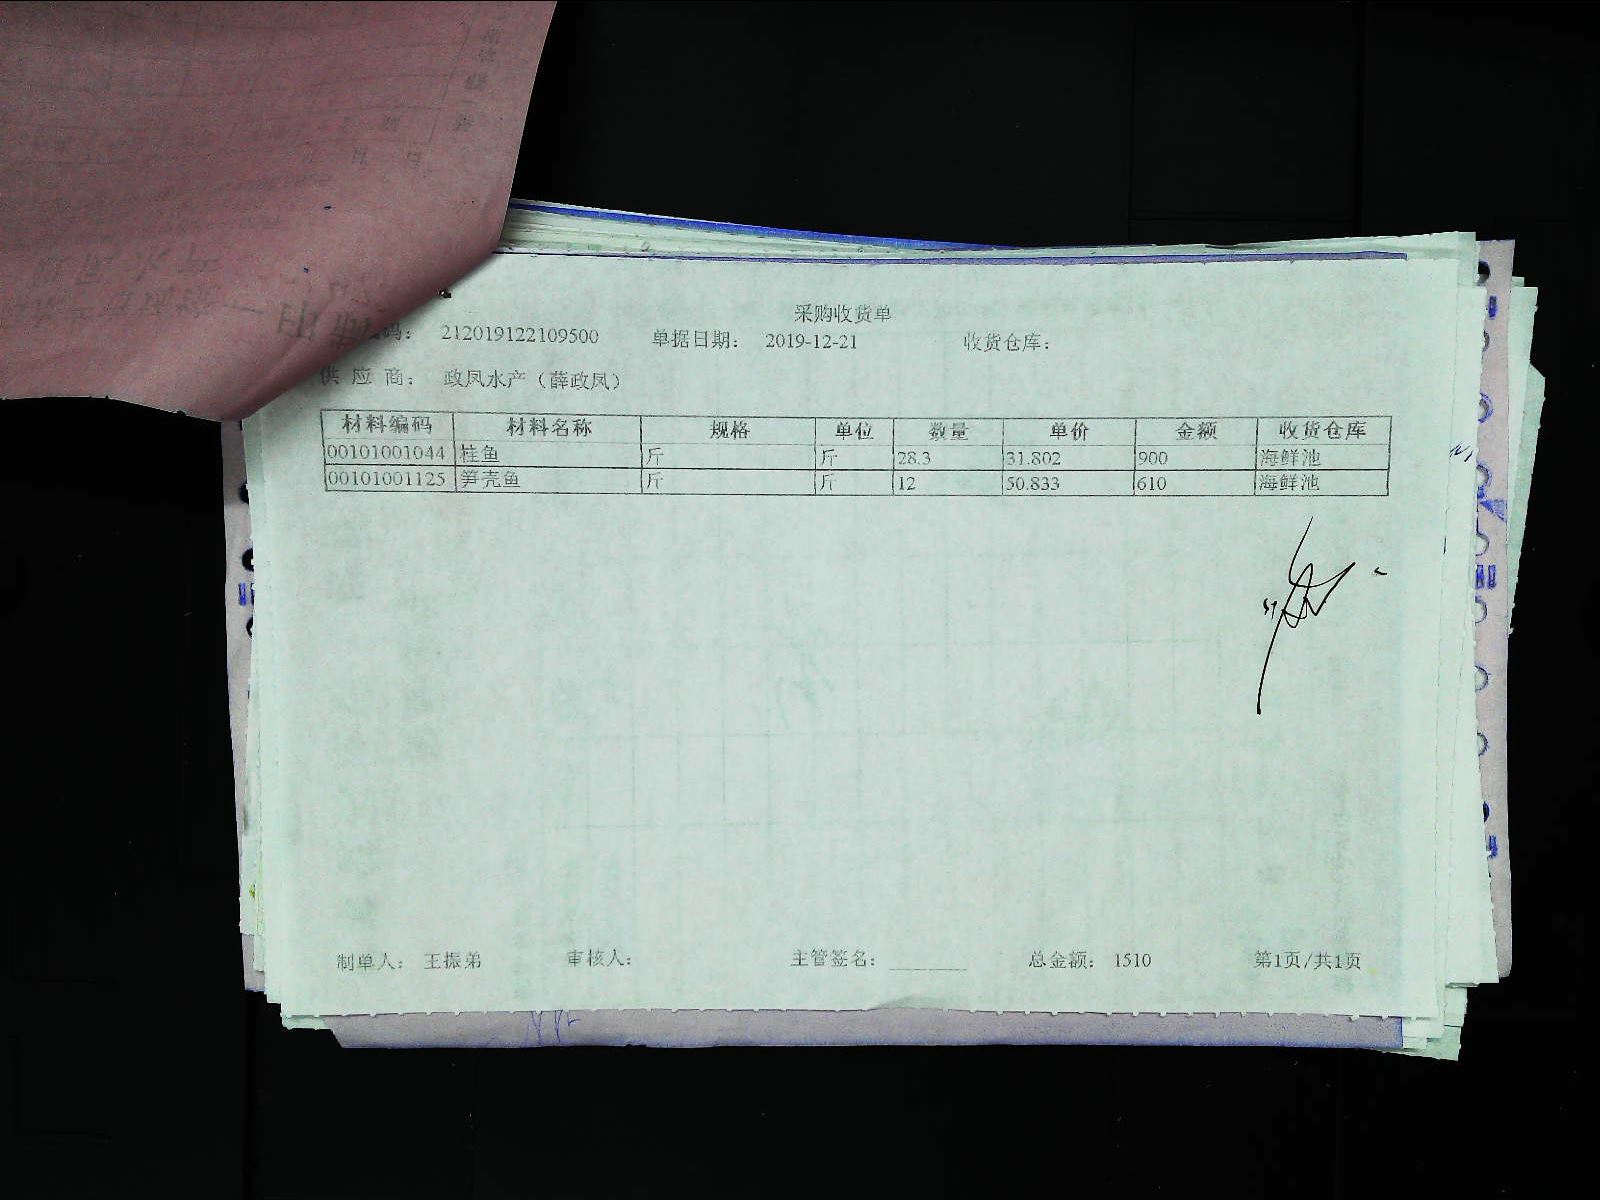 采购收货单
码： 212019122109500 单据日期： 2019-12-21 收货仓库：
供 应 商： 政凤水产（薛政凤）
材料编码 材料名称 规格 单位 数量 单价 金额 收货仓库
00101001044 桂鱼 斤 斤 28.3 31.802 900 海鲜池
00101001125 笋壳鱼 斤 斤 12 50.833 610 海鲜池
制单人： 王振弟 审核人： 主管签名： 总金额： 1510 第1页/共1页